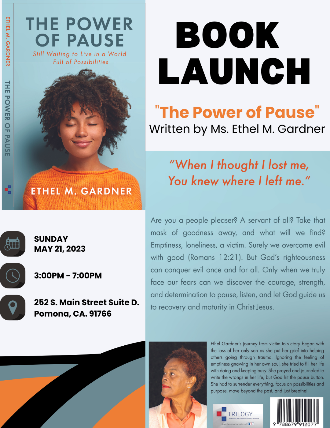 THE POWER
OF PAUSE
Still Waiting to Live in a World
Full of Possibilities
ETHEL M. GARDNER
ETHEL M. GARDNER
THE POWER OF PAUSE
BOOK
LAUNCH
"The Power of Pause"
Written by Ms. Ethel M. Gardner
“When I thought I lost me,
You knew where I left me.”
Are you a people pleaser? A servant of all? Take that
mask of goodness away, and what will we find?
Emptiness, loneliness, a victim. Surely we overcome evil
with good (Romans 12:21). But God's righteousness
can conquer evil once and for all. Only when we truly
face our fears can we discover the courage, strength,
and determination to pause, listen, and let God guide us
to recovery and maturity in Christ Jesus.
SUNDAY
MAY 21, 2023
3:00PM - 7:00PM
252 S. Main Street Suite D.
Pomona, CA. 91766
TRILOGY